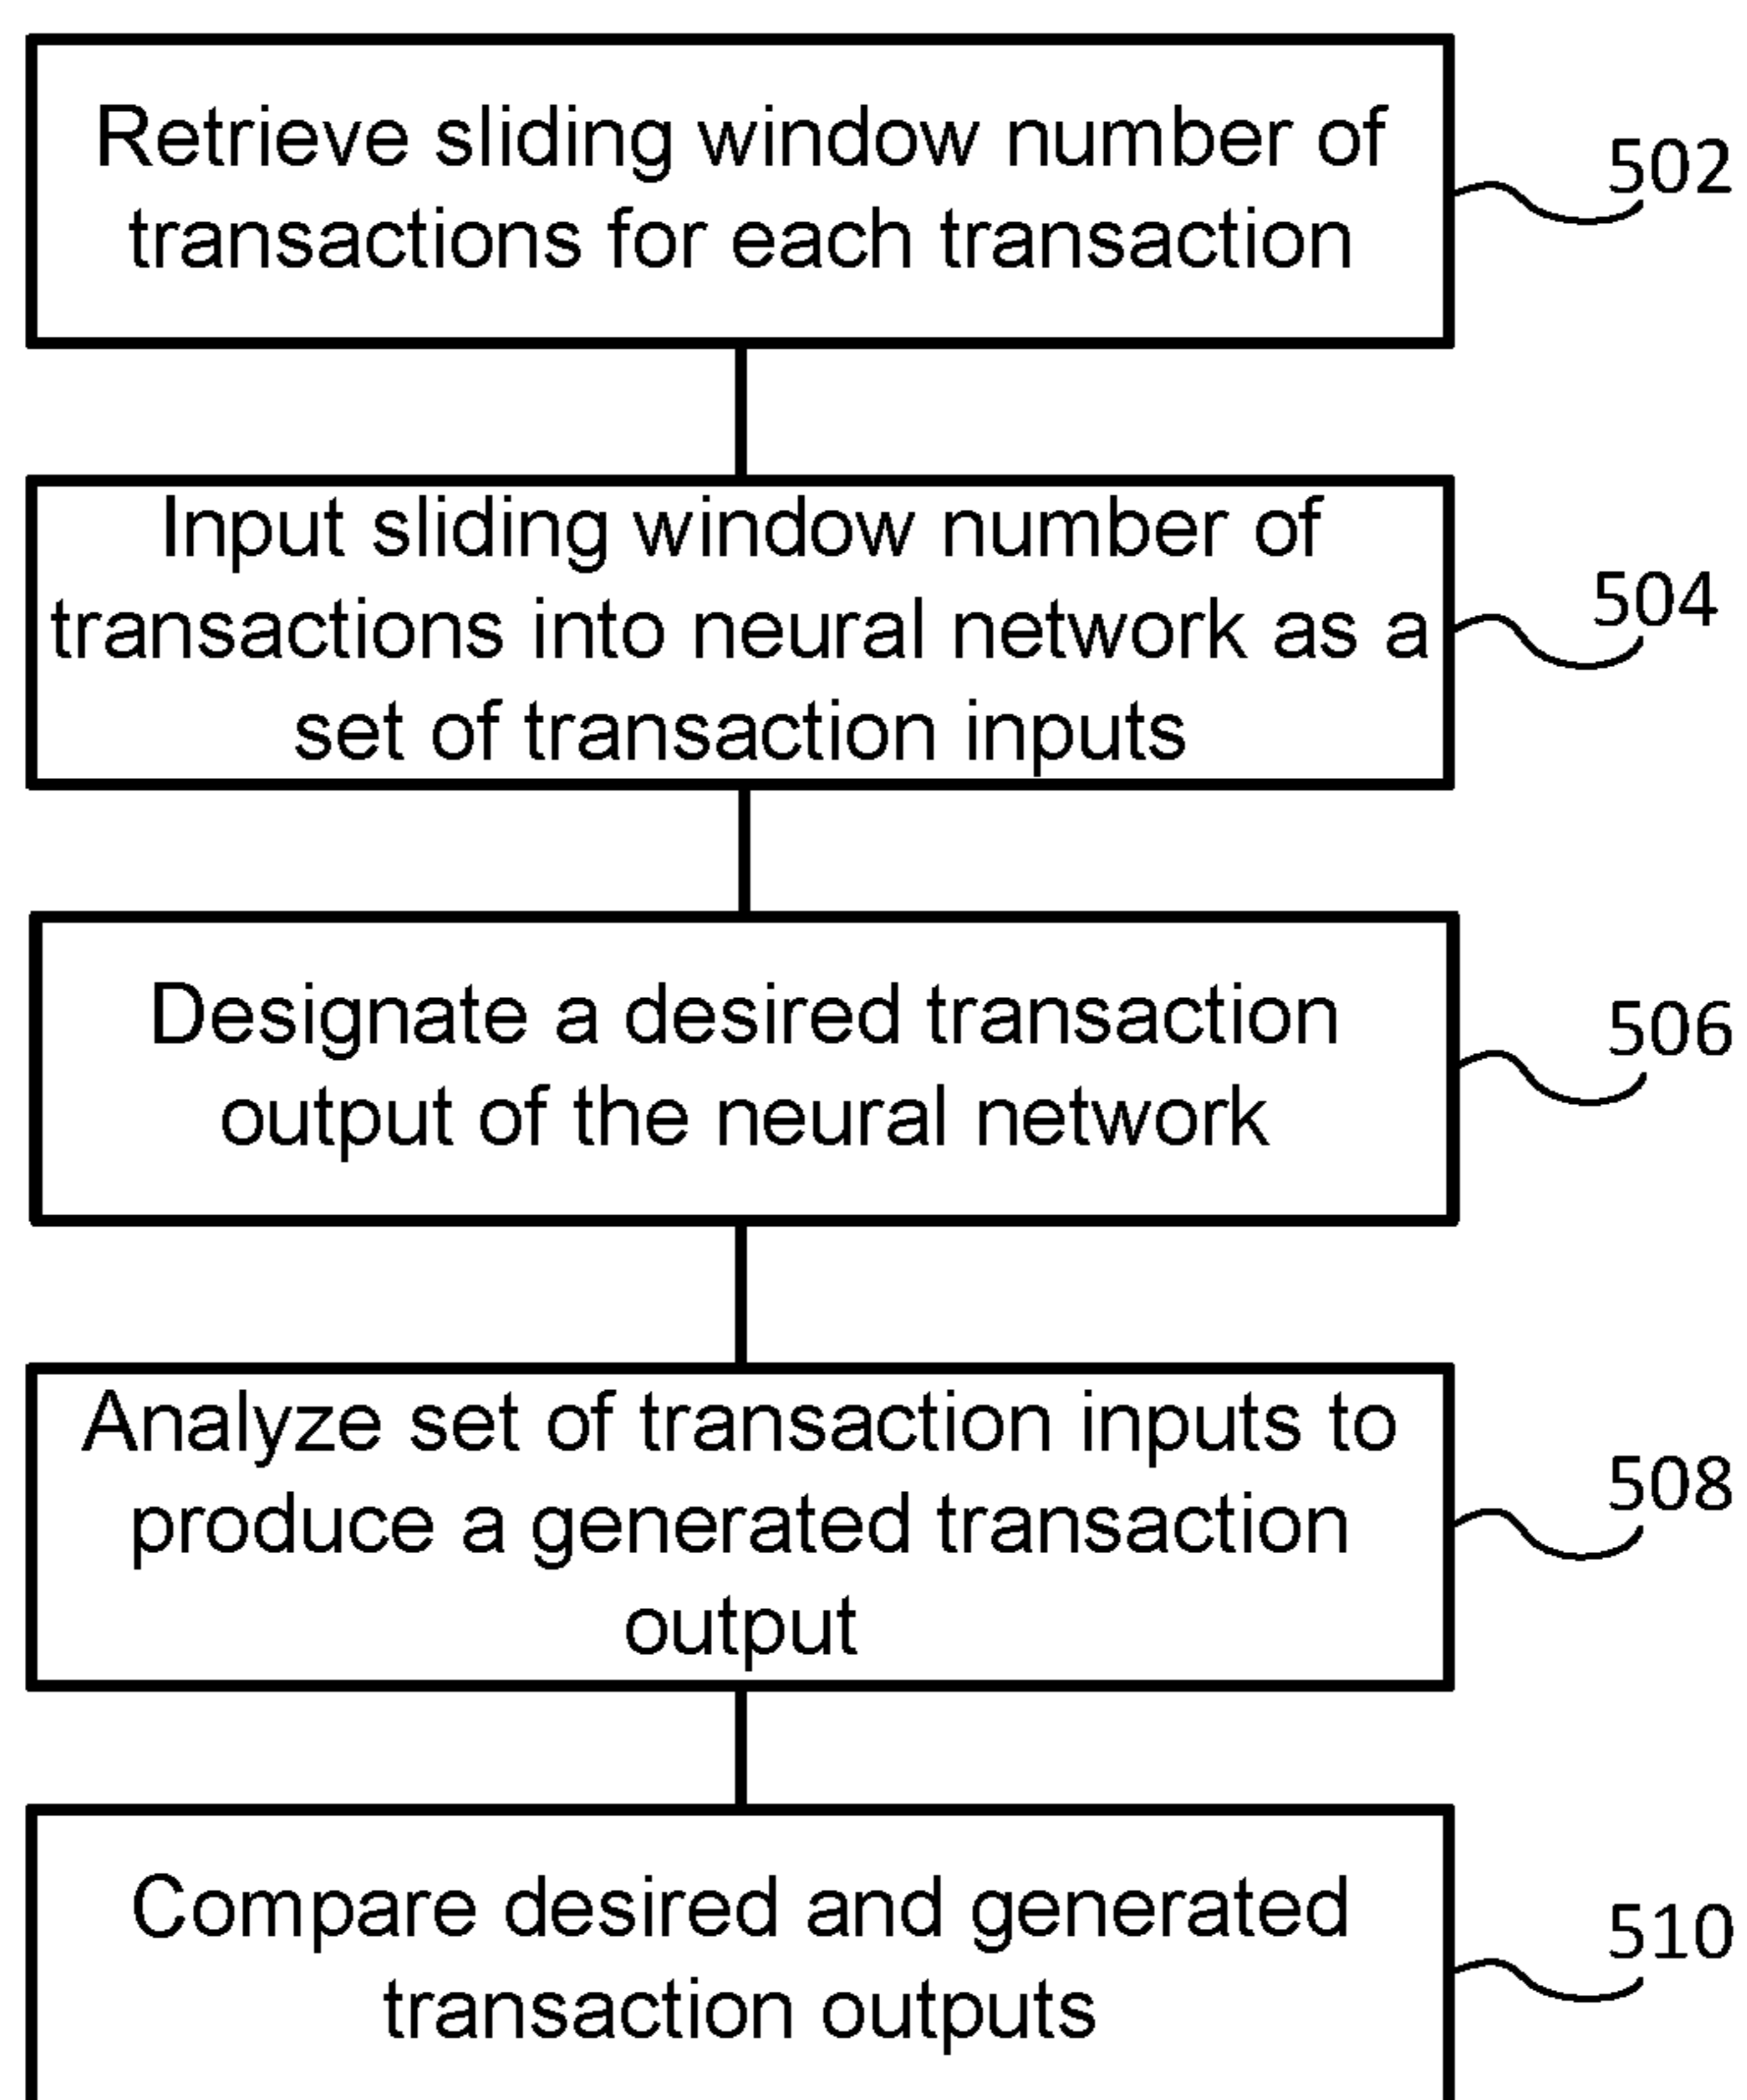 Retrieve sliding window number of
transactions for each transaction
502
Input sliding window number of
transactions into neural network as a
set of transaction inputs
504
Designate a desired transaction
output of the neural network
506
Analyze set of transaction inputs to
produce a generated transaction
output
508
Compare desired and generated
transaction outputs
510